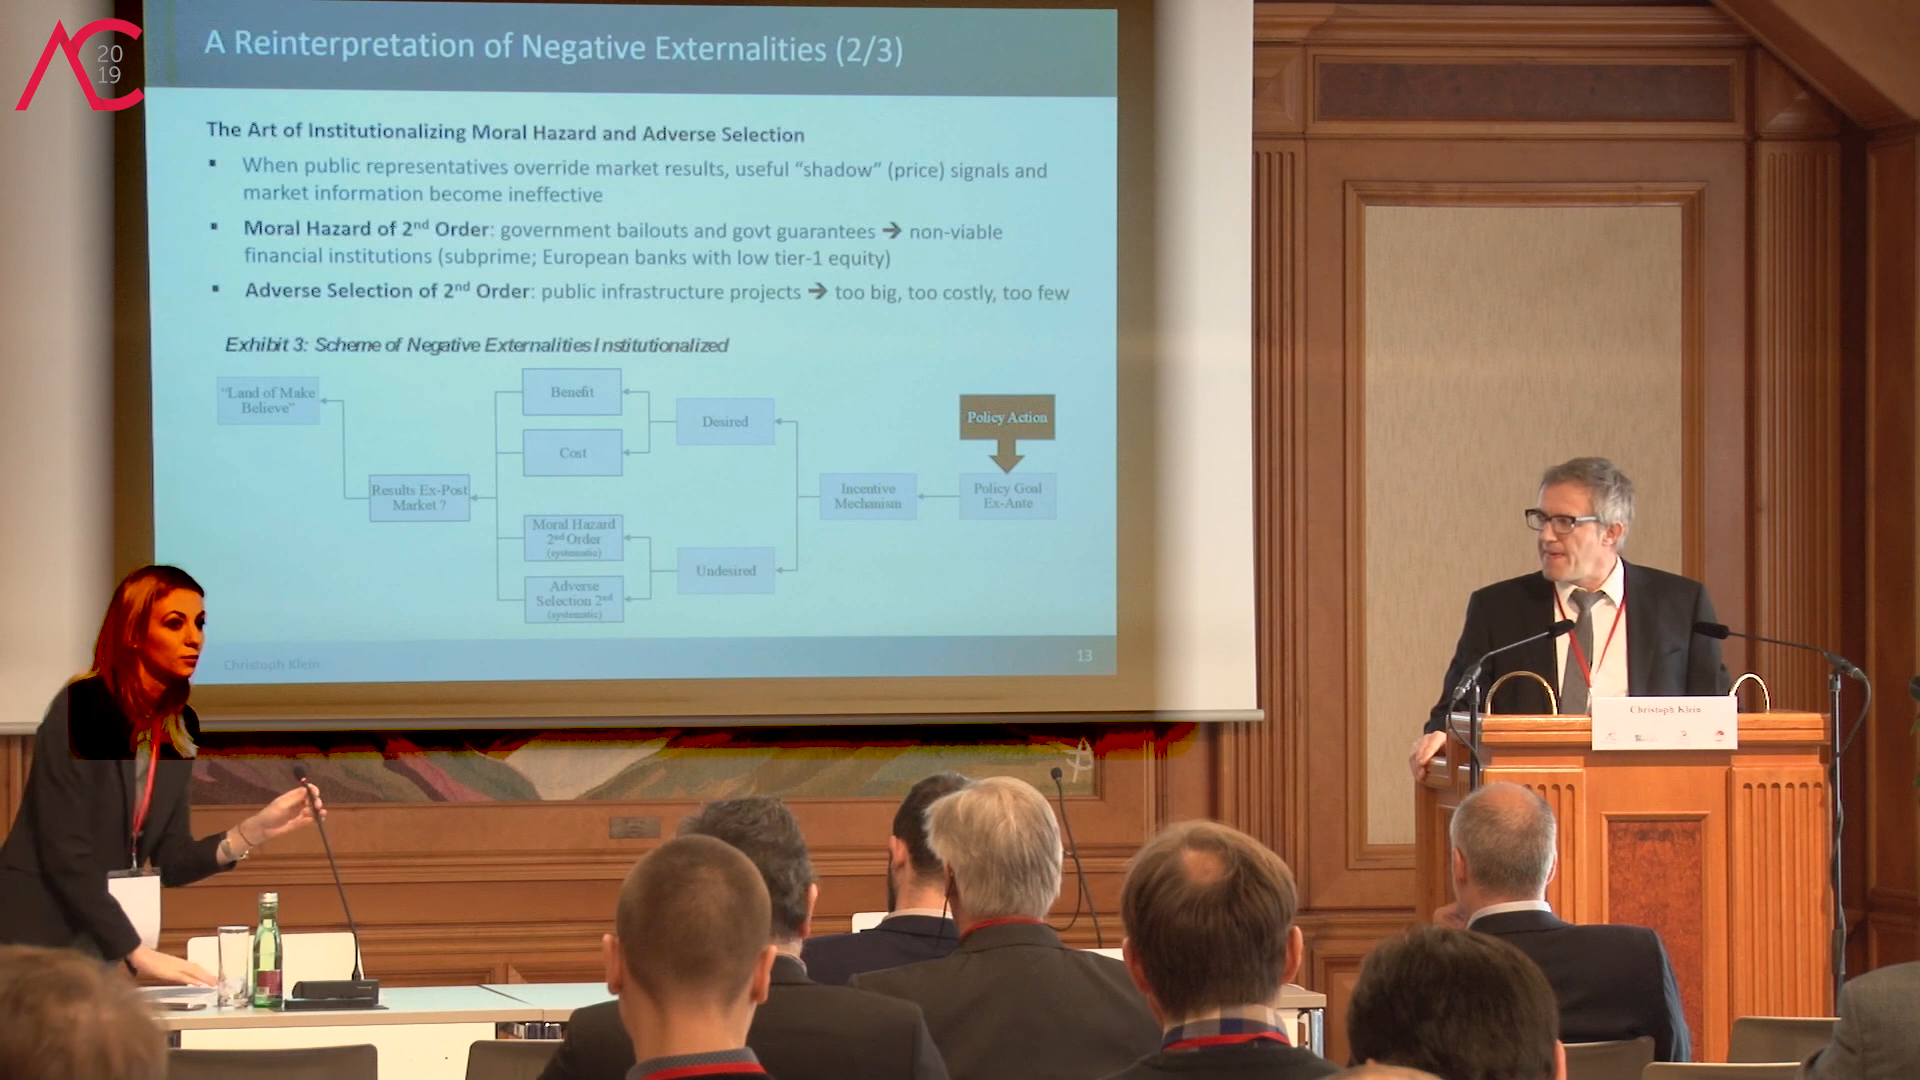 AC
20
19
A Reinterpretation of Negative Externalities (2/3)
The Art of Institutionalizing Moral Hazard and Adverse Selection
▪ When public representatives override market results, useful “shadow” (price) signals and
market information become ineffective
▪ Moral Hazard of 2nd Order: government bailouts and govt guarantees ➔ non-viable
financial institutions (subprime; European banks with low tier-1 equity)
▪ Adverse Selection of 2nd Order: public infrastructure projects ➔ too big, too costly, too few
Exhibit 3: Scheme of Negative Externalities Institutionalized
"Land of Make
Believe"
Results Ex-Post
Market ?
Benefit
Cost
Moral Hazard
2nd Order
(systematic)
Adverse
Selection 2nd
(systematic)
Desired
Undesired
Incentive
Mechanism
Policy Action
Policy Goal
Ex-Ante
Christoph Klein
13
Christoph Klein